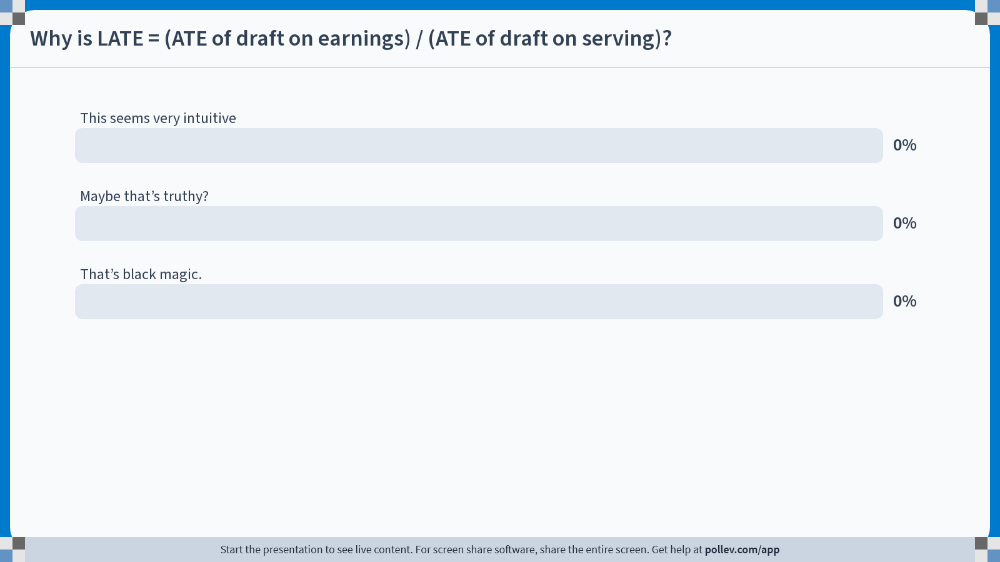 Why is LATE = (ATE of draft on earnings) / (ATE of draft on serving)?
This seems very intuitive
0%
Maybe that’s truthy?
0%
That’s black magic.
0%
Start the presentation to see live content. For screen share software, share the entire screen. Get help at pollev.com/app